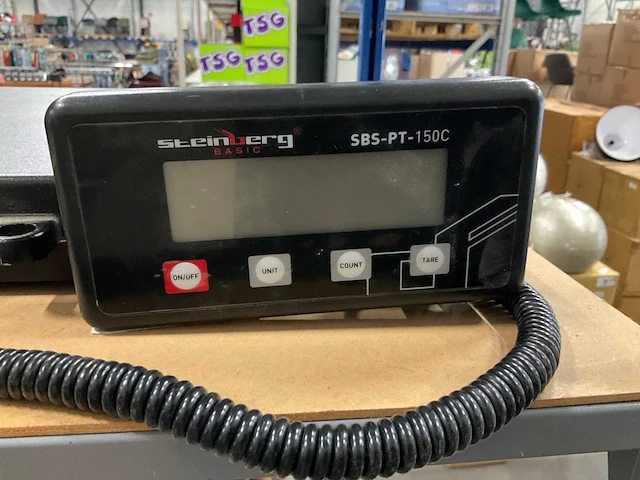 TSG
TSG TSG
steinberg®
BASIC
SBS-PT-150C
ON/OFF
UNIT
COUNT
TARE